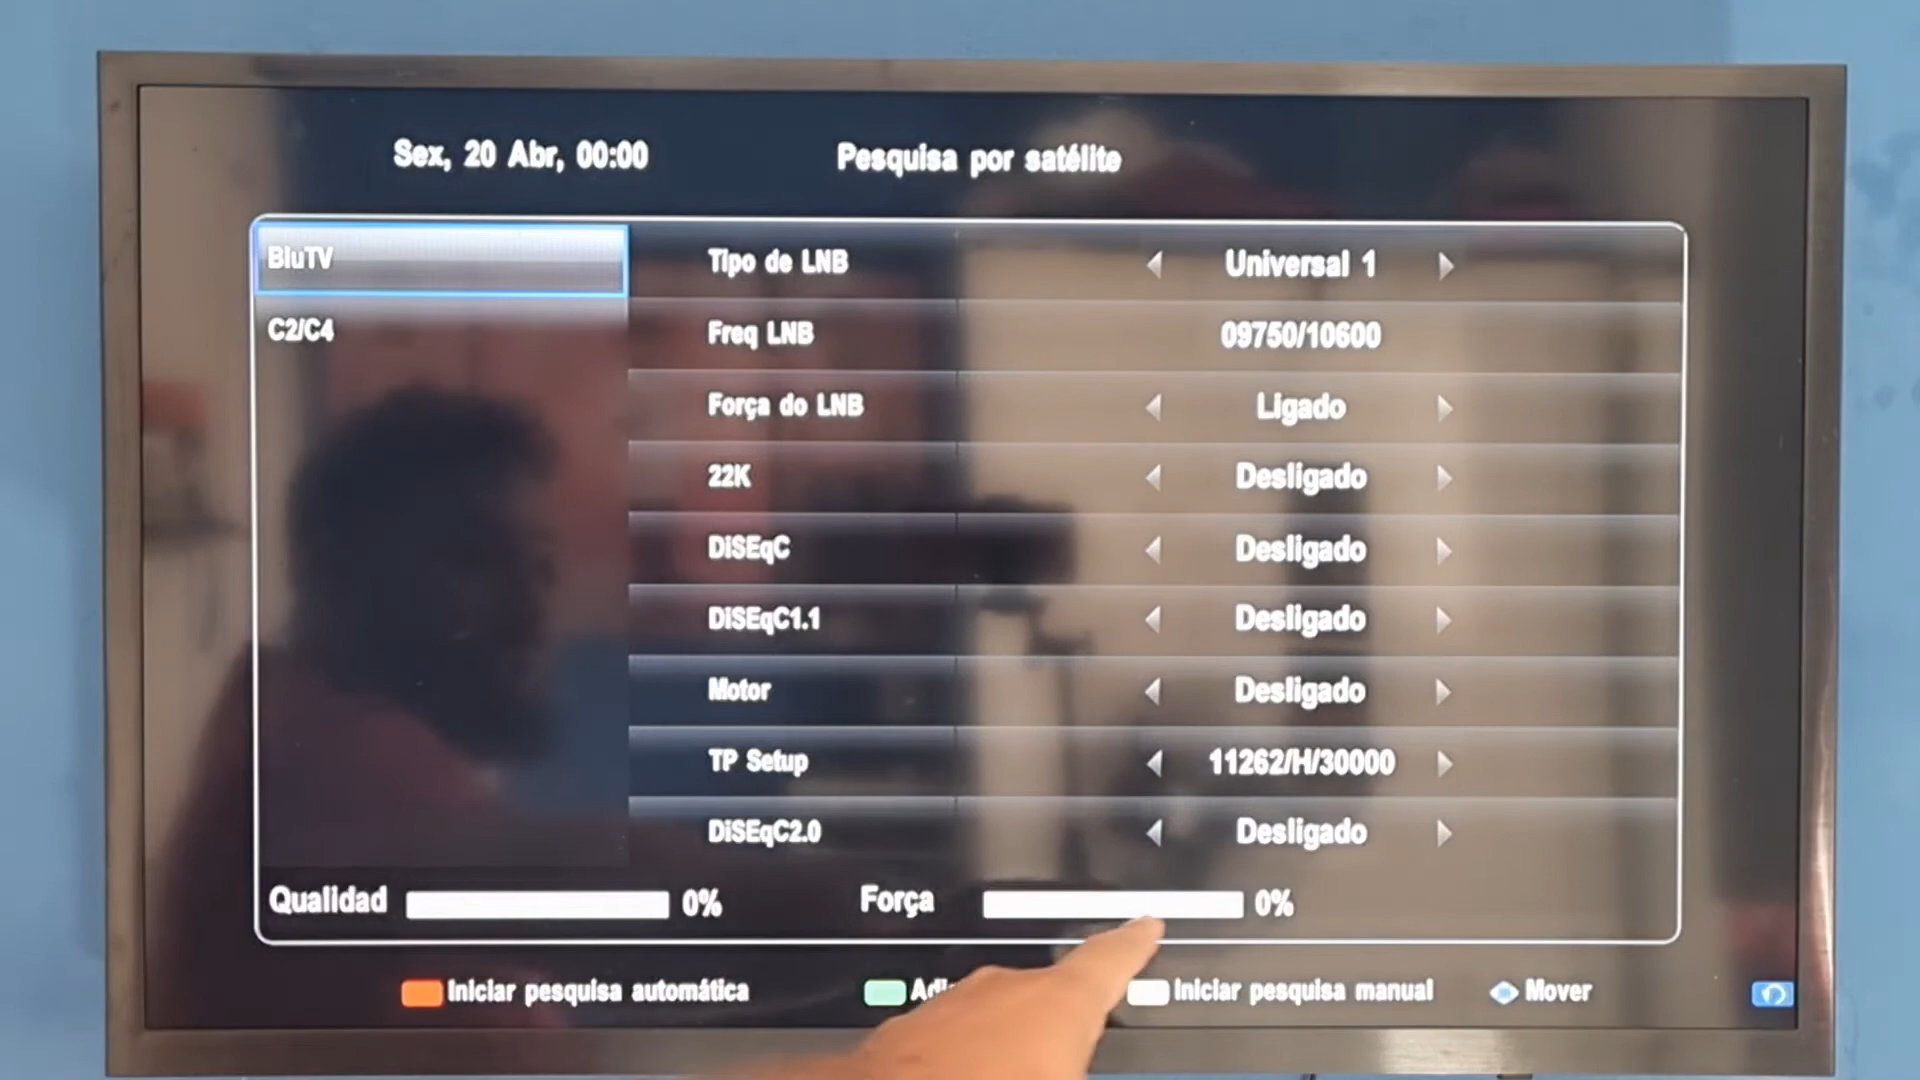 Sex, 20 Abr, 00:00
Pesquisa por satélite
BluTV
C2/C4
Tipo de LNB
Universal 1
Freq LNB
09750/10600
Força do LNB
Ligado
22K
Desligado
DiSEqC
Desligado
DiSEqC1.1
Desligado
Motor
Desligado
TP Setup
11262/H/30000
DiSEqC2.0
Desligado
Qualidad
0%
Força
0%
Iniciar pesquisa automática
Iniciar pesquisa manual
Mover